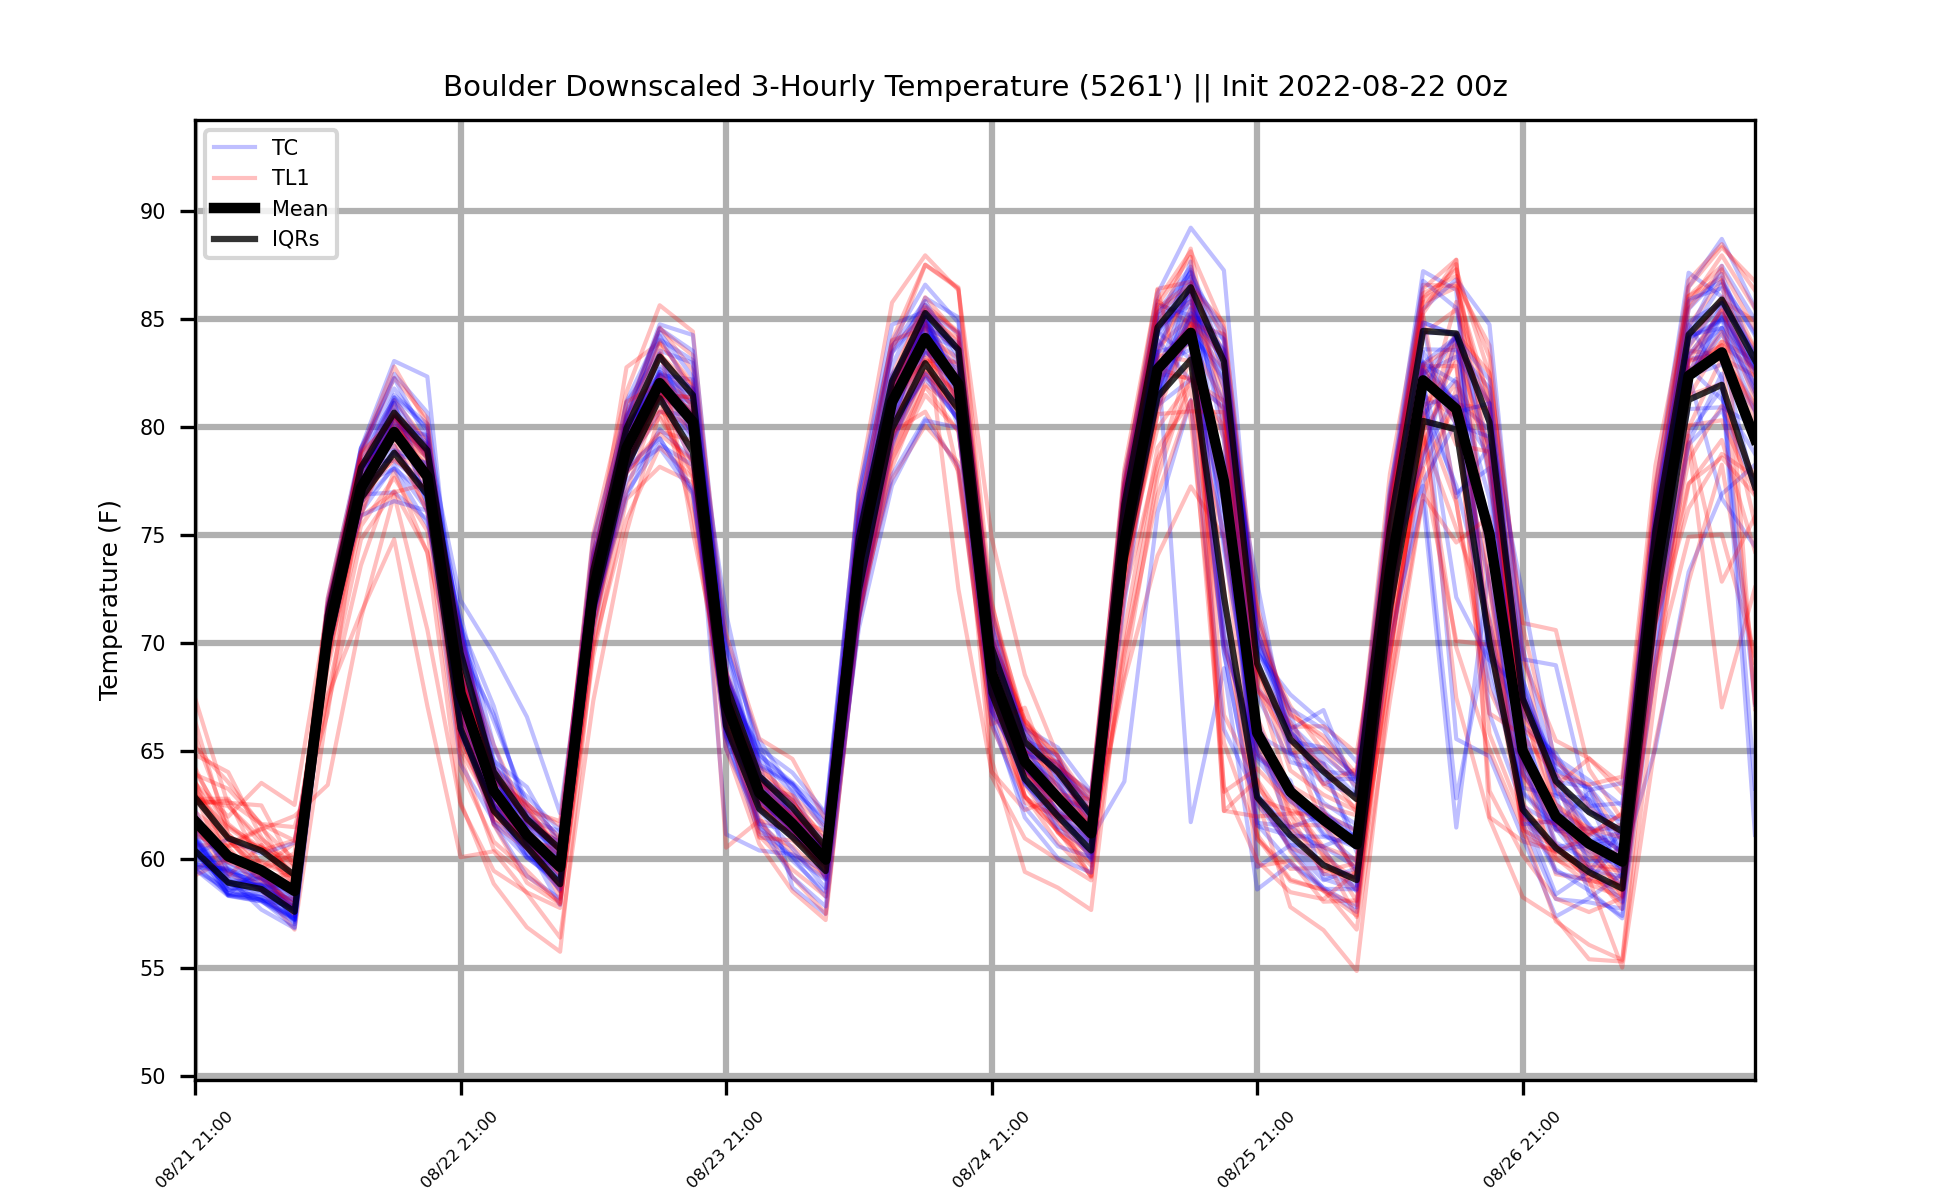 Boulder Downscaled 3-Hourly Temperature (5261') || Init 2022-08-22 00z
TC
TL1
Mean
IQRs
Temperature (F)
90
85
80
75
70
65
60
55
50
08/21 21:00
08/22 21:00
08/23 21:00
08/24 21:00
08/25 21:00
08/26 21:00